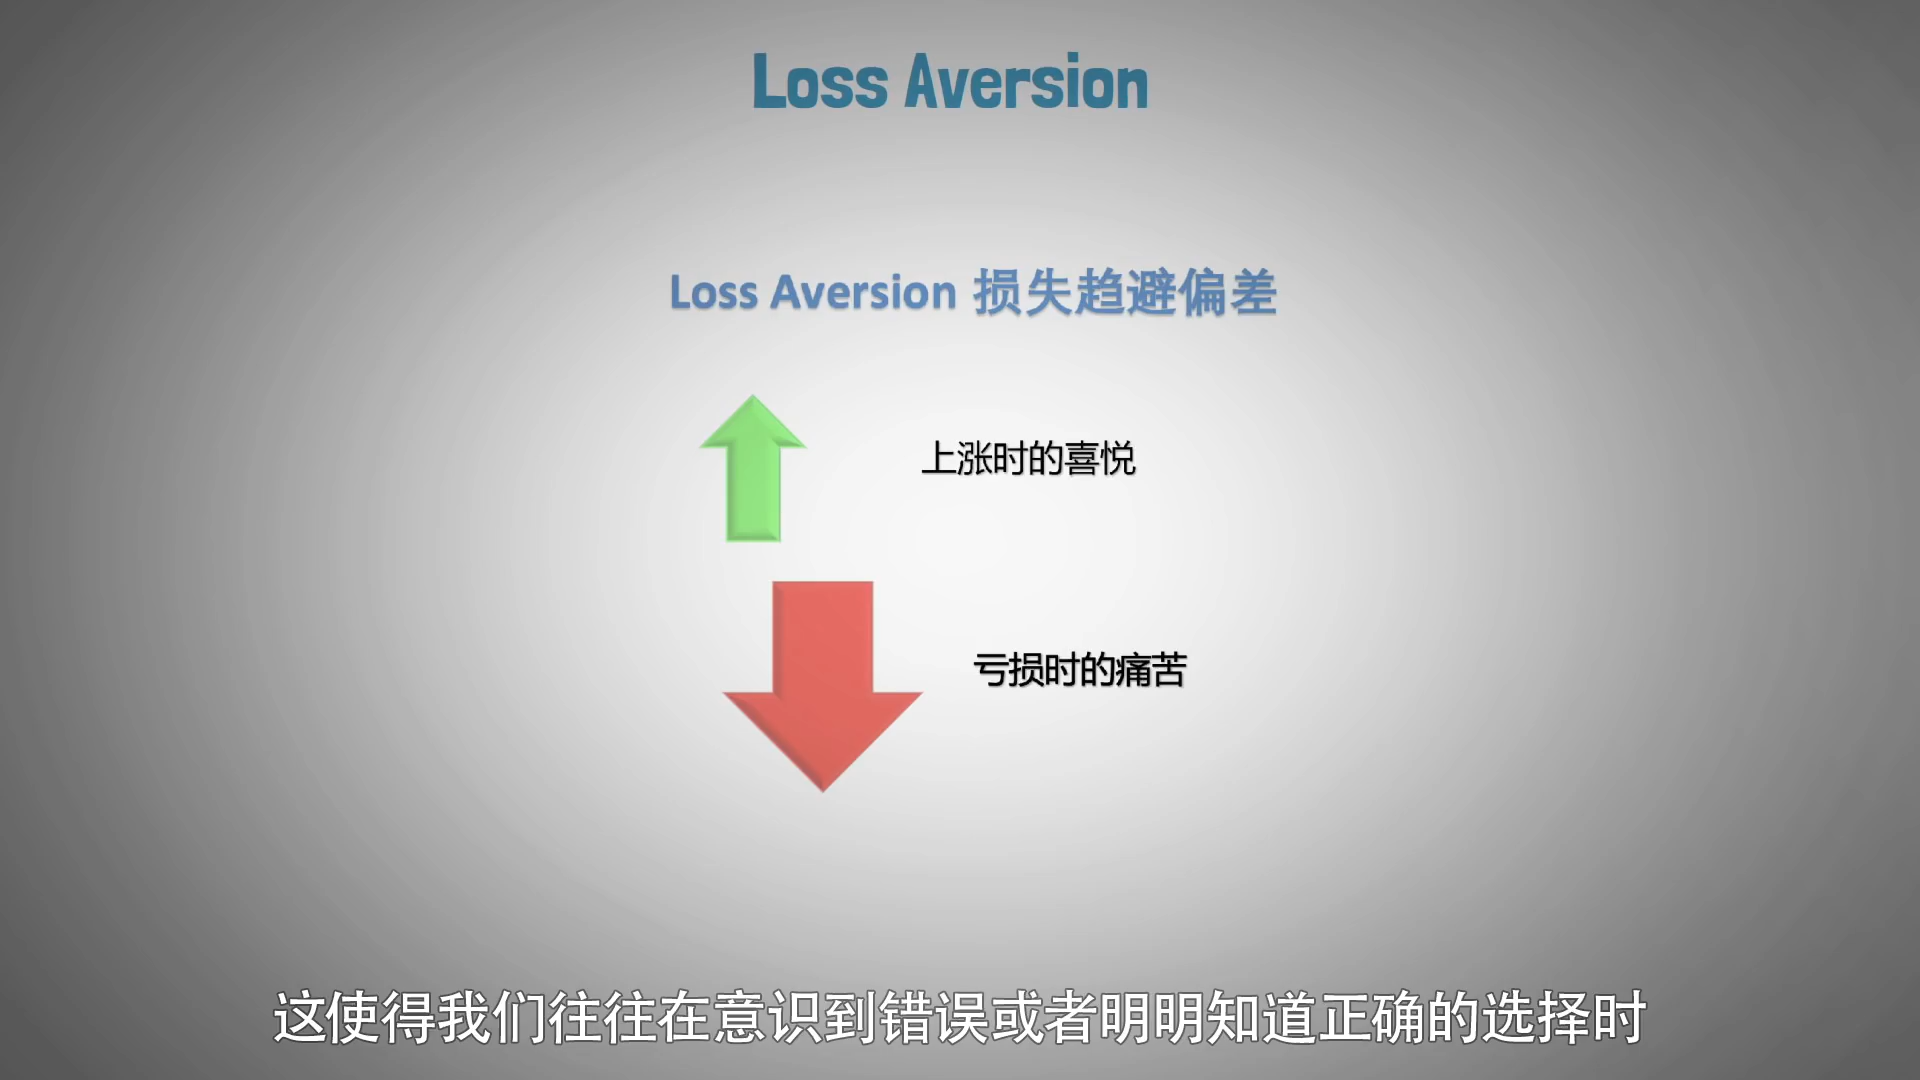 Loss Aversion
Loss Aversion 损失趋避偏差
上涨时的喜悦
亏损时的痛苦
这使得我们往往在意识到错误或者明明知道正确的选择时